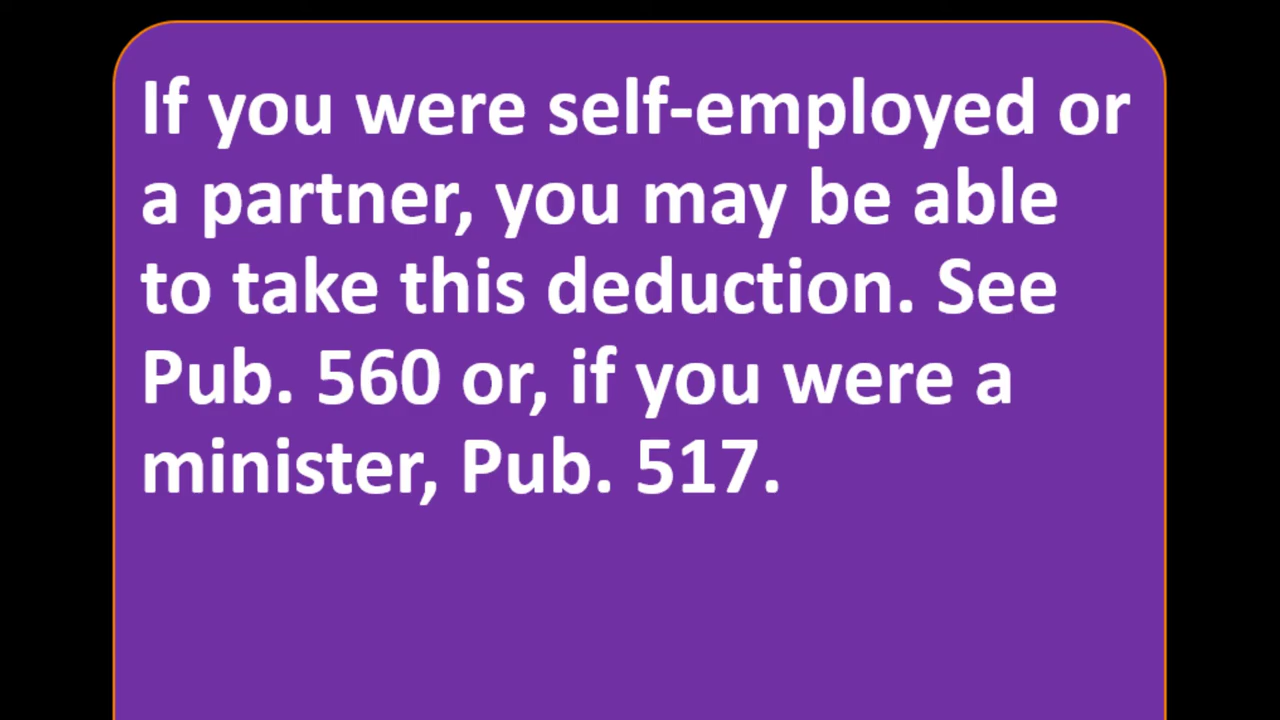 If you were self-employed or
a partner, you may be able
to take this deduction. See
Pub. 560 or, if you were a
minister, Pub. 517.